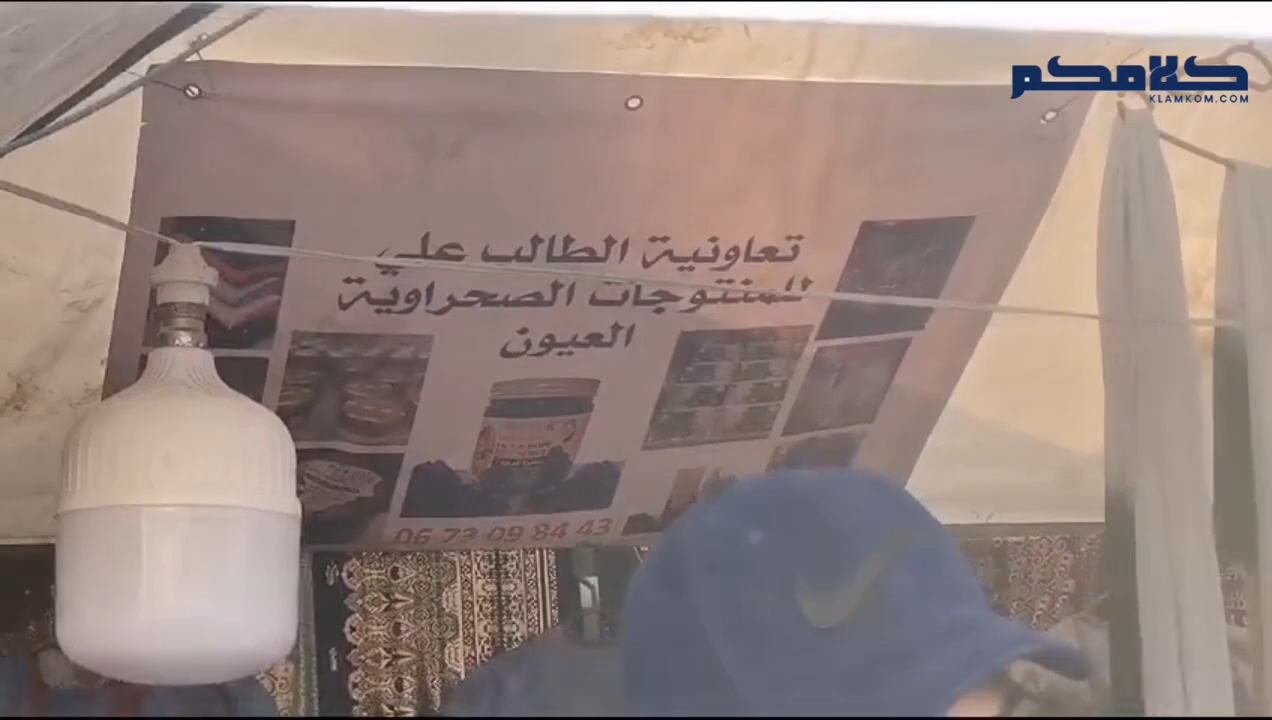 كلامكم
KLAMKOM.COM
تعاونية الطالب علي
للمنتوجات الصحراوية
العيون
06 73 09 84 43